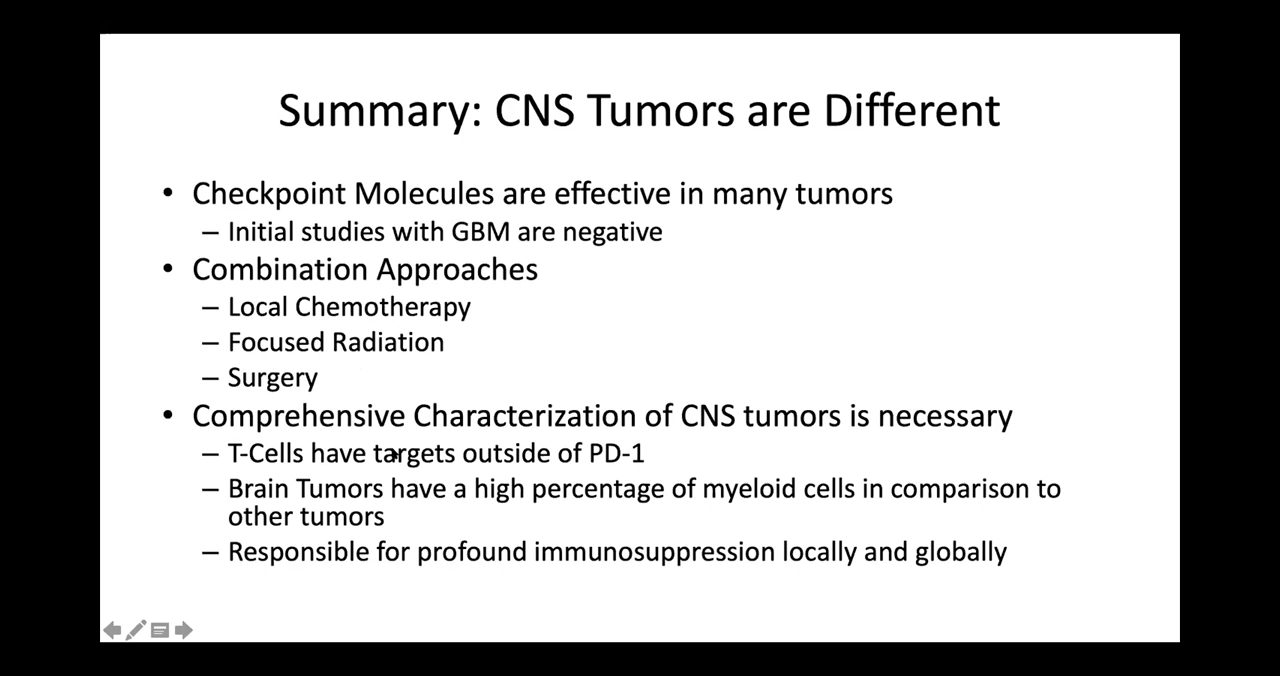 Summary: CNS Tumors are Different
• Checkpoint Molecules are effective in many tumors
– Initial studies with GBM are negative
• Combination Approaches
– Local Chemotherapy
– Focused Radiation
– Surgery
• Comprehensive Characterization of CNS tumors is necessary
– T-Cells have targets outside of PD-1
– Brain Tumors have a high percentage of myeloid cells in comparison to
other tumors
– Responsible for profound immunosuppression locally and globally